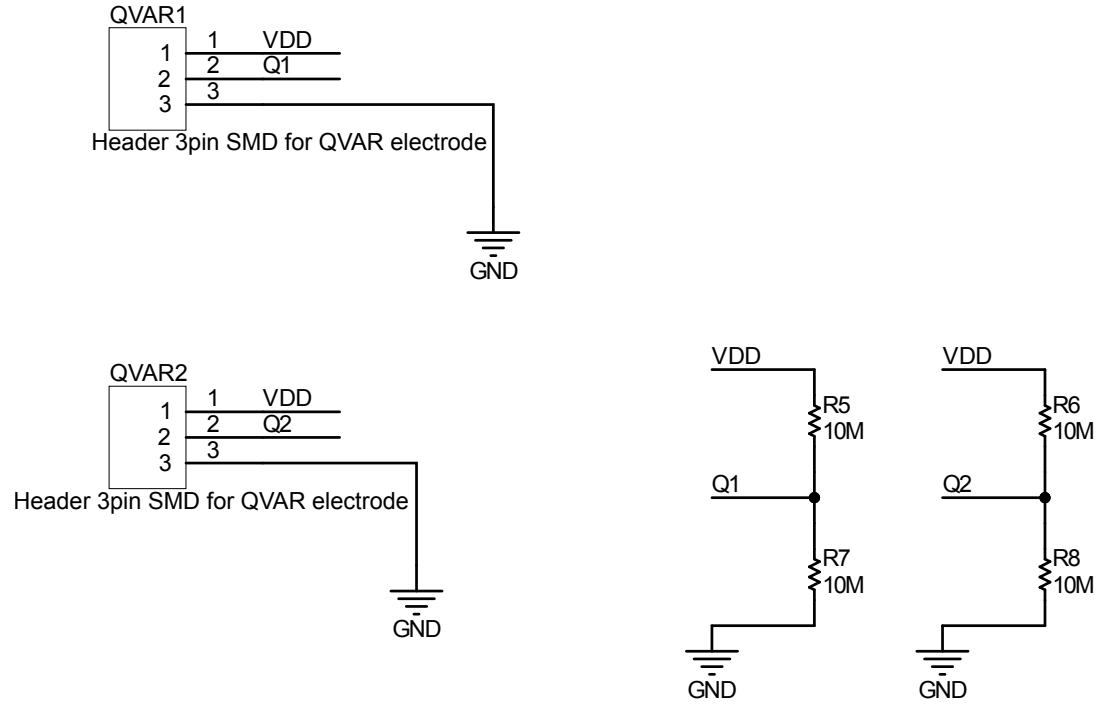 QVAR1
1 1 VDD
2 2 Q1
3 3
Header 3pin SMD for QVAR electrode
GND
QVAR2
1 1 VDD
2 2 Q2
3 3
Header 3pin SMD for QVAR electrode
GND
VDD
R5
10M
Q1
R7
10M
GND
VDD
R6
10M
Q2
R8
10M
GND